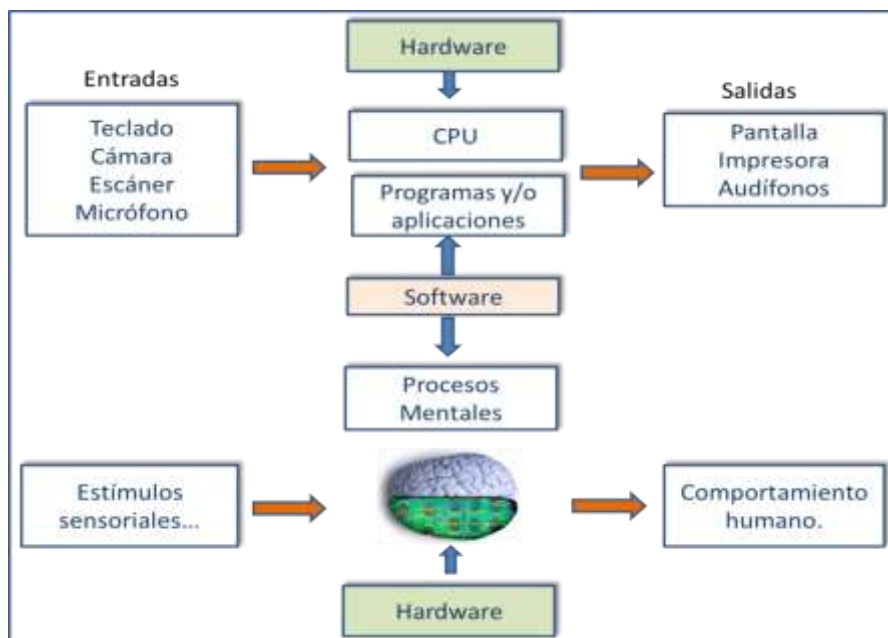 Hardware
Entradas
Salidas
Teclado
Cámara
Escáner
Micrófono
CPU
Programas y/o
aplicaciones
Pantalla
Impresora
Audífonos
Software
Procesos
Mentales
Estímulos
sensoriales...
Comportamiento
humano.
Hardware